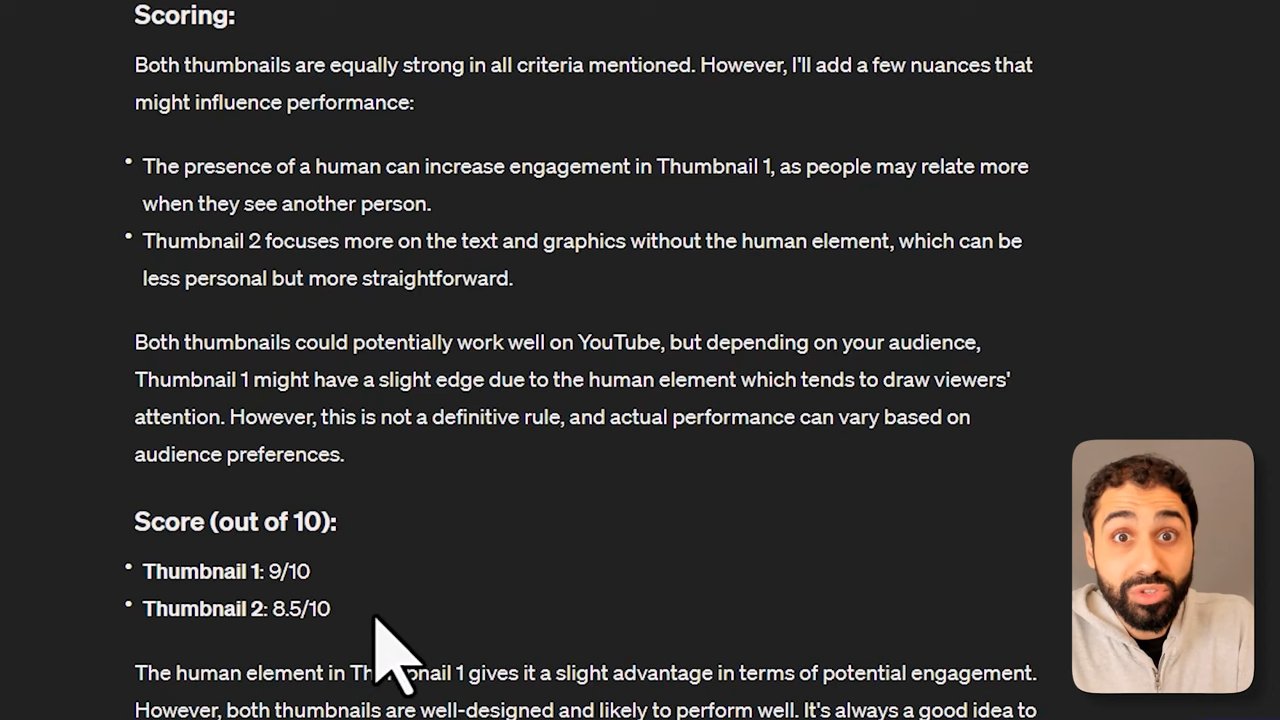 Scoring:
Both thumbnails are equally strong in all criteria mentioned. However, I'll add a few nuances that
might influence performance:
• The presence of a human can increase engagement in Thumbnail 1, as people may relate more
when they see another person.
• Thumbnail 2 focuses more on the text and graphics without the human element, which can be
less personal but more straightforward.
Both thumbnails could potentially work well on YouTube, but depending on your audience,
Thumbnail 1 might have a slight edge due to the human element which tends to draw viewers'
attention. However, this is not a definitive rule, and actual performance can vary based on
audience preferences.
Score (out of 10):
• Thumbnail 1: 9/10
• Thumbnail 2: 8.5/10
The human element in Thumbnail 1 gives it a slight advantage in terms of potential engagement.
However, both thumbnails are well-designed and likely to perform well. It's always a good idea to